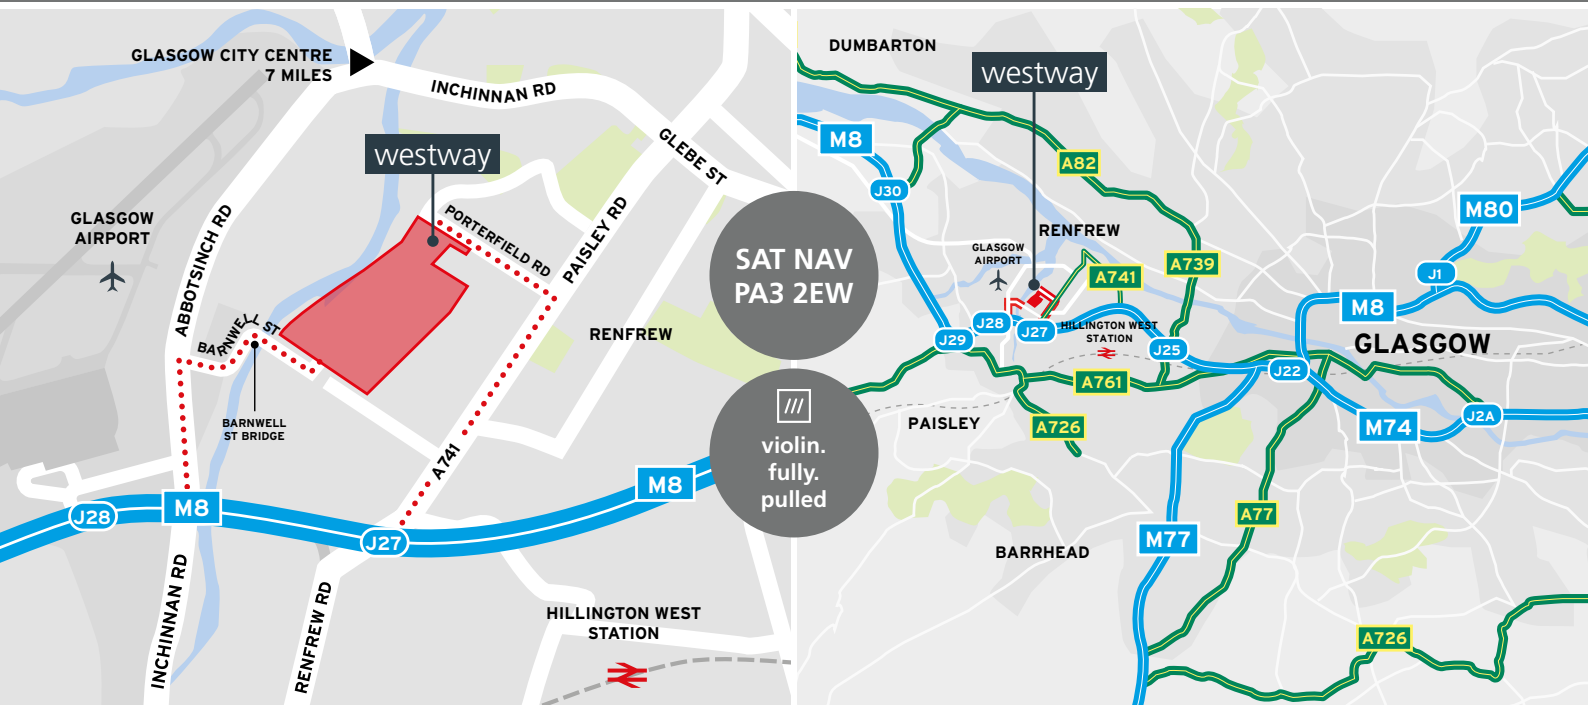 GLASGOW CITY CENTRE
7 MILES
INCHINNAN RD
westway
GLEBE ST
GLASGOW
AIRPORT
ABBOTSINCH RD
PORTERFIELD RD
PAISLEY RD
BARNWELL ST
RENFREW
BARNWELL
ST BRIDGE
A741
M8
M8
J28
J27
INCHINNAN RD
RENFREW RD
HILLINGTON WEST
STATION
SAT NAV
PA3 2EW
violin.
fully.
pulled
DUMBARTON
westway
M8
A82
J30
M80
RENFREW
GLASGOW
AIRPORT
A739
A741
J1
M8
J28
J27
HILLINGTON WEST
STATION
J29
J25
GLASGOW
J22
A761
PAISLEY
A726
M74
J2A
A77
M77
BARRHEAD
A726